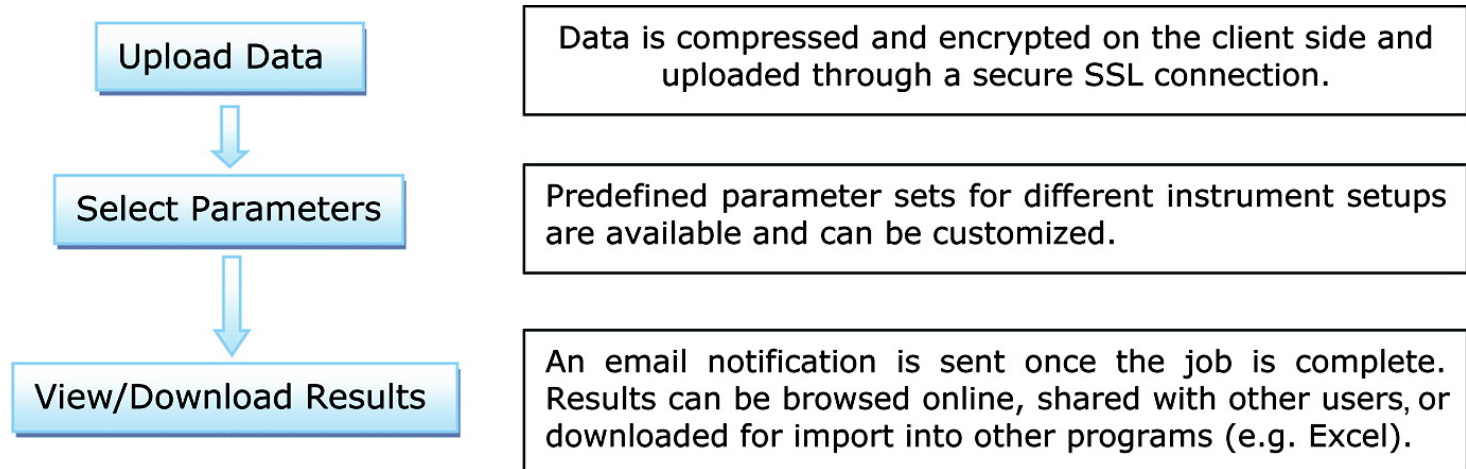 Upload Data
Data is compressed and encrypted on the client side and
uploaded through a secure SSL connection.
Select Parameters
Predefined parameter sets for different instrument setups
are available and can be customized.
View/Download Results
An email notification is sent once the job is complete.
Results can be browsed online, shared with other users, or
downloaded for import into other programs (e.g. Excel).